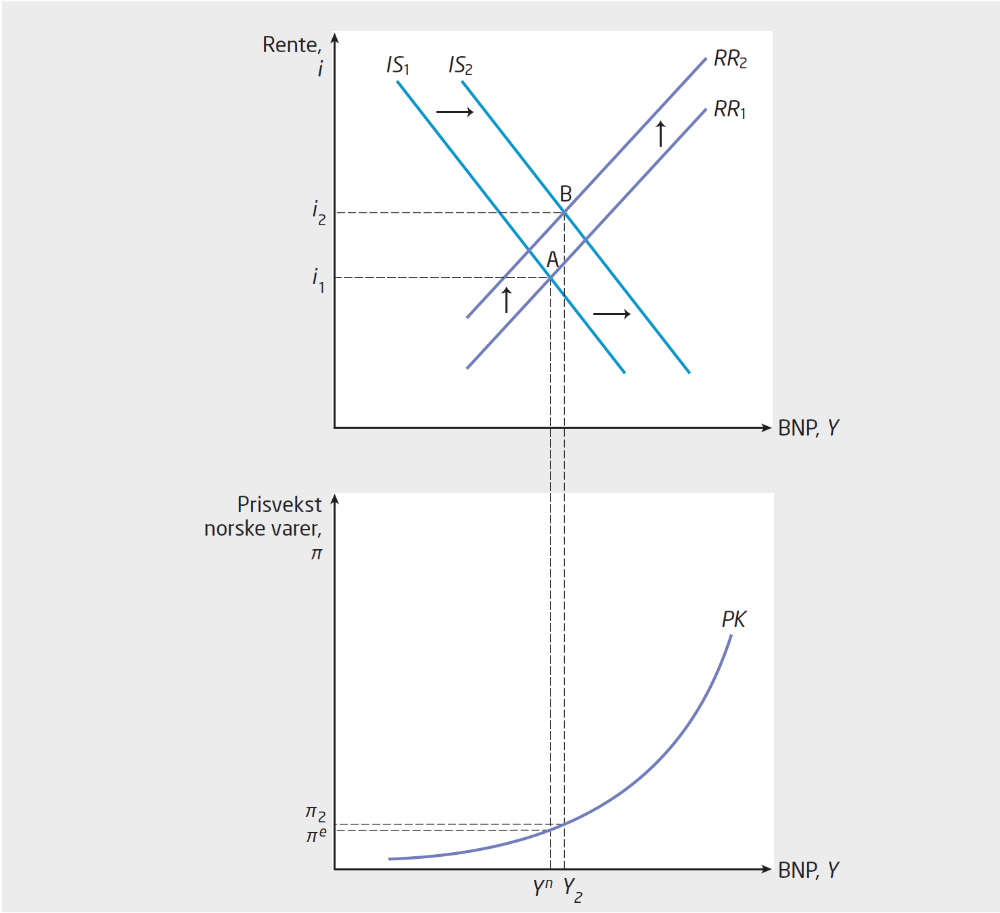 Rente,
i
IS1
IS2
RR2
RR1
B
i2
A
i1
BNP, Y
Prisvekst
norske varer,
π
PK
π2
πe
BNP, Y
Yn Y2